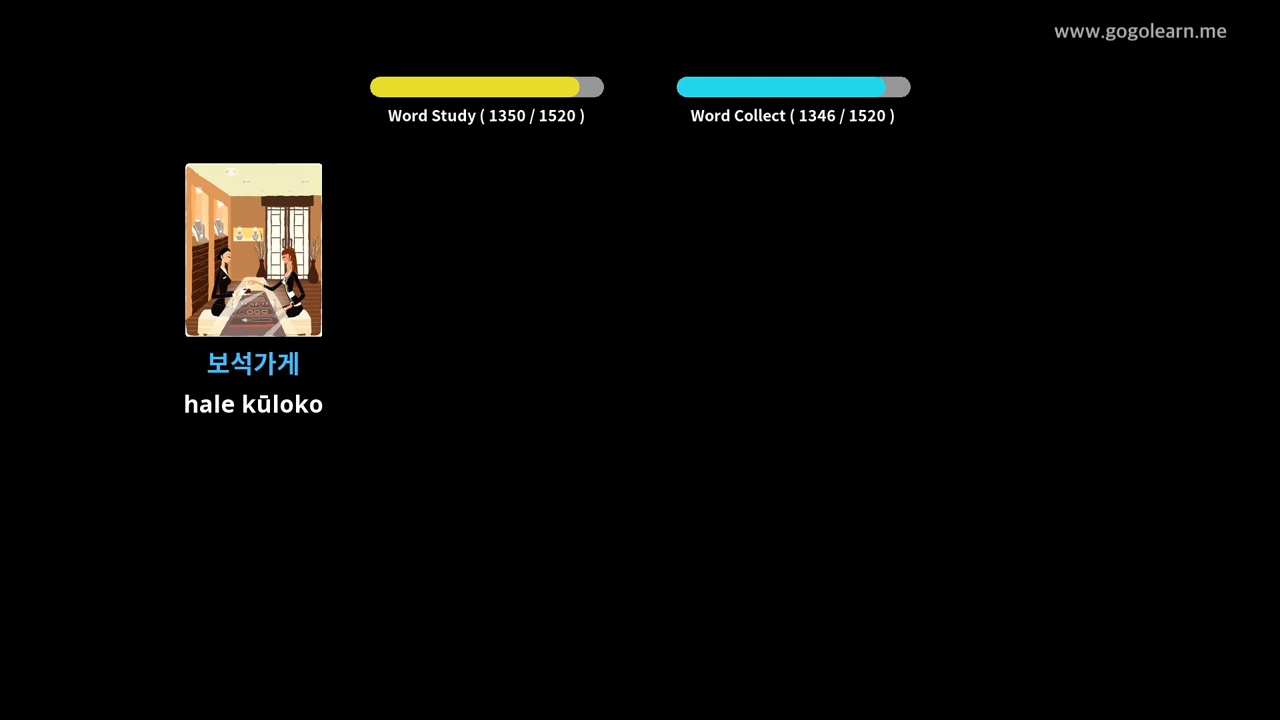 www.gogolearn.me
Word Study ( 1350 / 1520 )
Word Collect ( 1346 / 1520 )
보석가게
hale kūloko